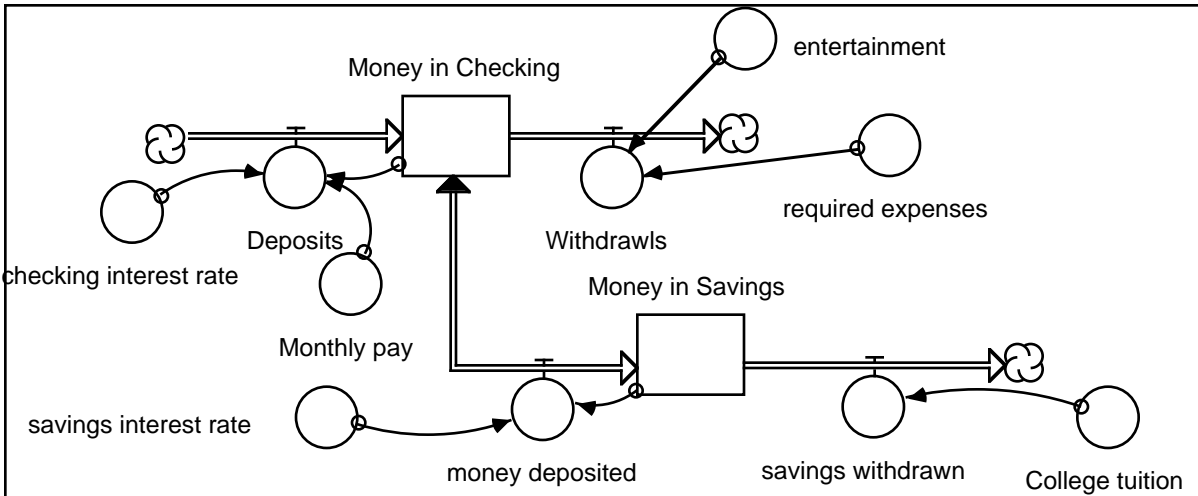 entertainment
Money in Checking
required expenses
Deposits
Withdrawls
checking interest rate
Money in Savings
Monthly pay
savings interest rate
money deposited
savings withdrawn
College tuition